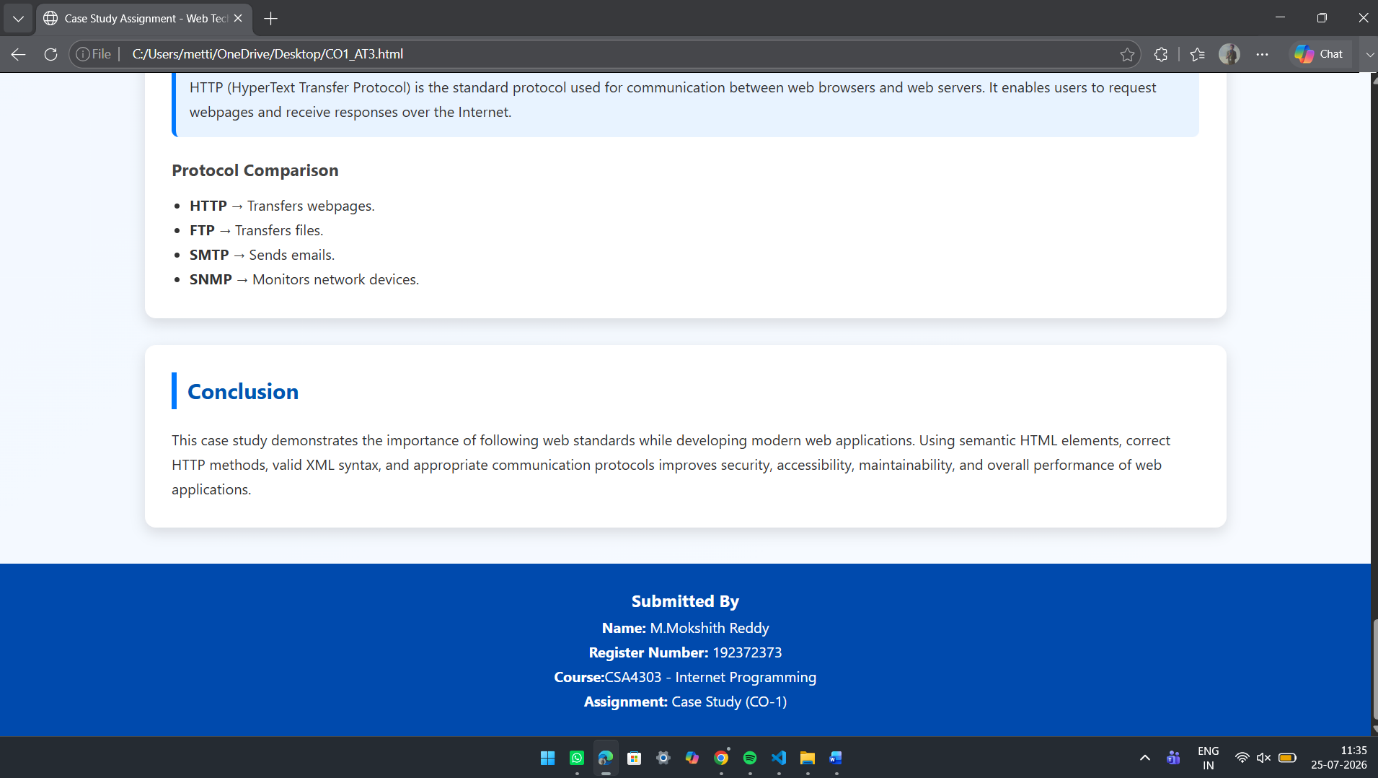 Case Study Assignment - Web Tec
File
C:/Users/metti/OneDrive/Desktop/CO1_AT3.html
Chat
HTTP (HyperText Transfer Protocol) is the standard protocol used for communication between web browsers and web servers. It enables users to request
webpages and receive responses over the Internet.
Protocol Comparison
• HTTP → Transfers webpages.
• FTP → Transfers files.
• SMTP → Sends emails.
• SNMP → Monitors network devices.
Conclusion
This case study demonstrates the importance of following web standards while developing modern web applications. Using semantic HTML elements, correct
HTTP methods, valid XML syntax, and appropriate communication protocols improves security, accessibility, maintainability, and overall performance of web
applications.
Submitted By
Name: M.Mokshith Reddy
Register Number: 192372373
Course:CSA4303 - Internet Programming
Assignment: Case Study (CO-1)
ENG
IN
11:35
25-07-2026